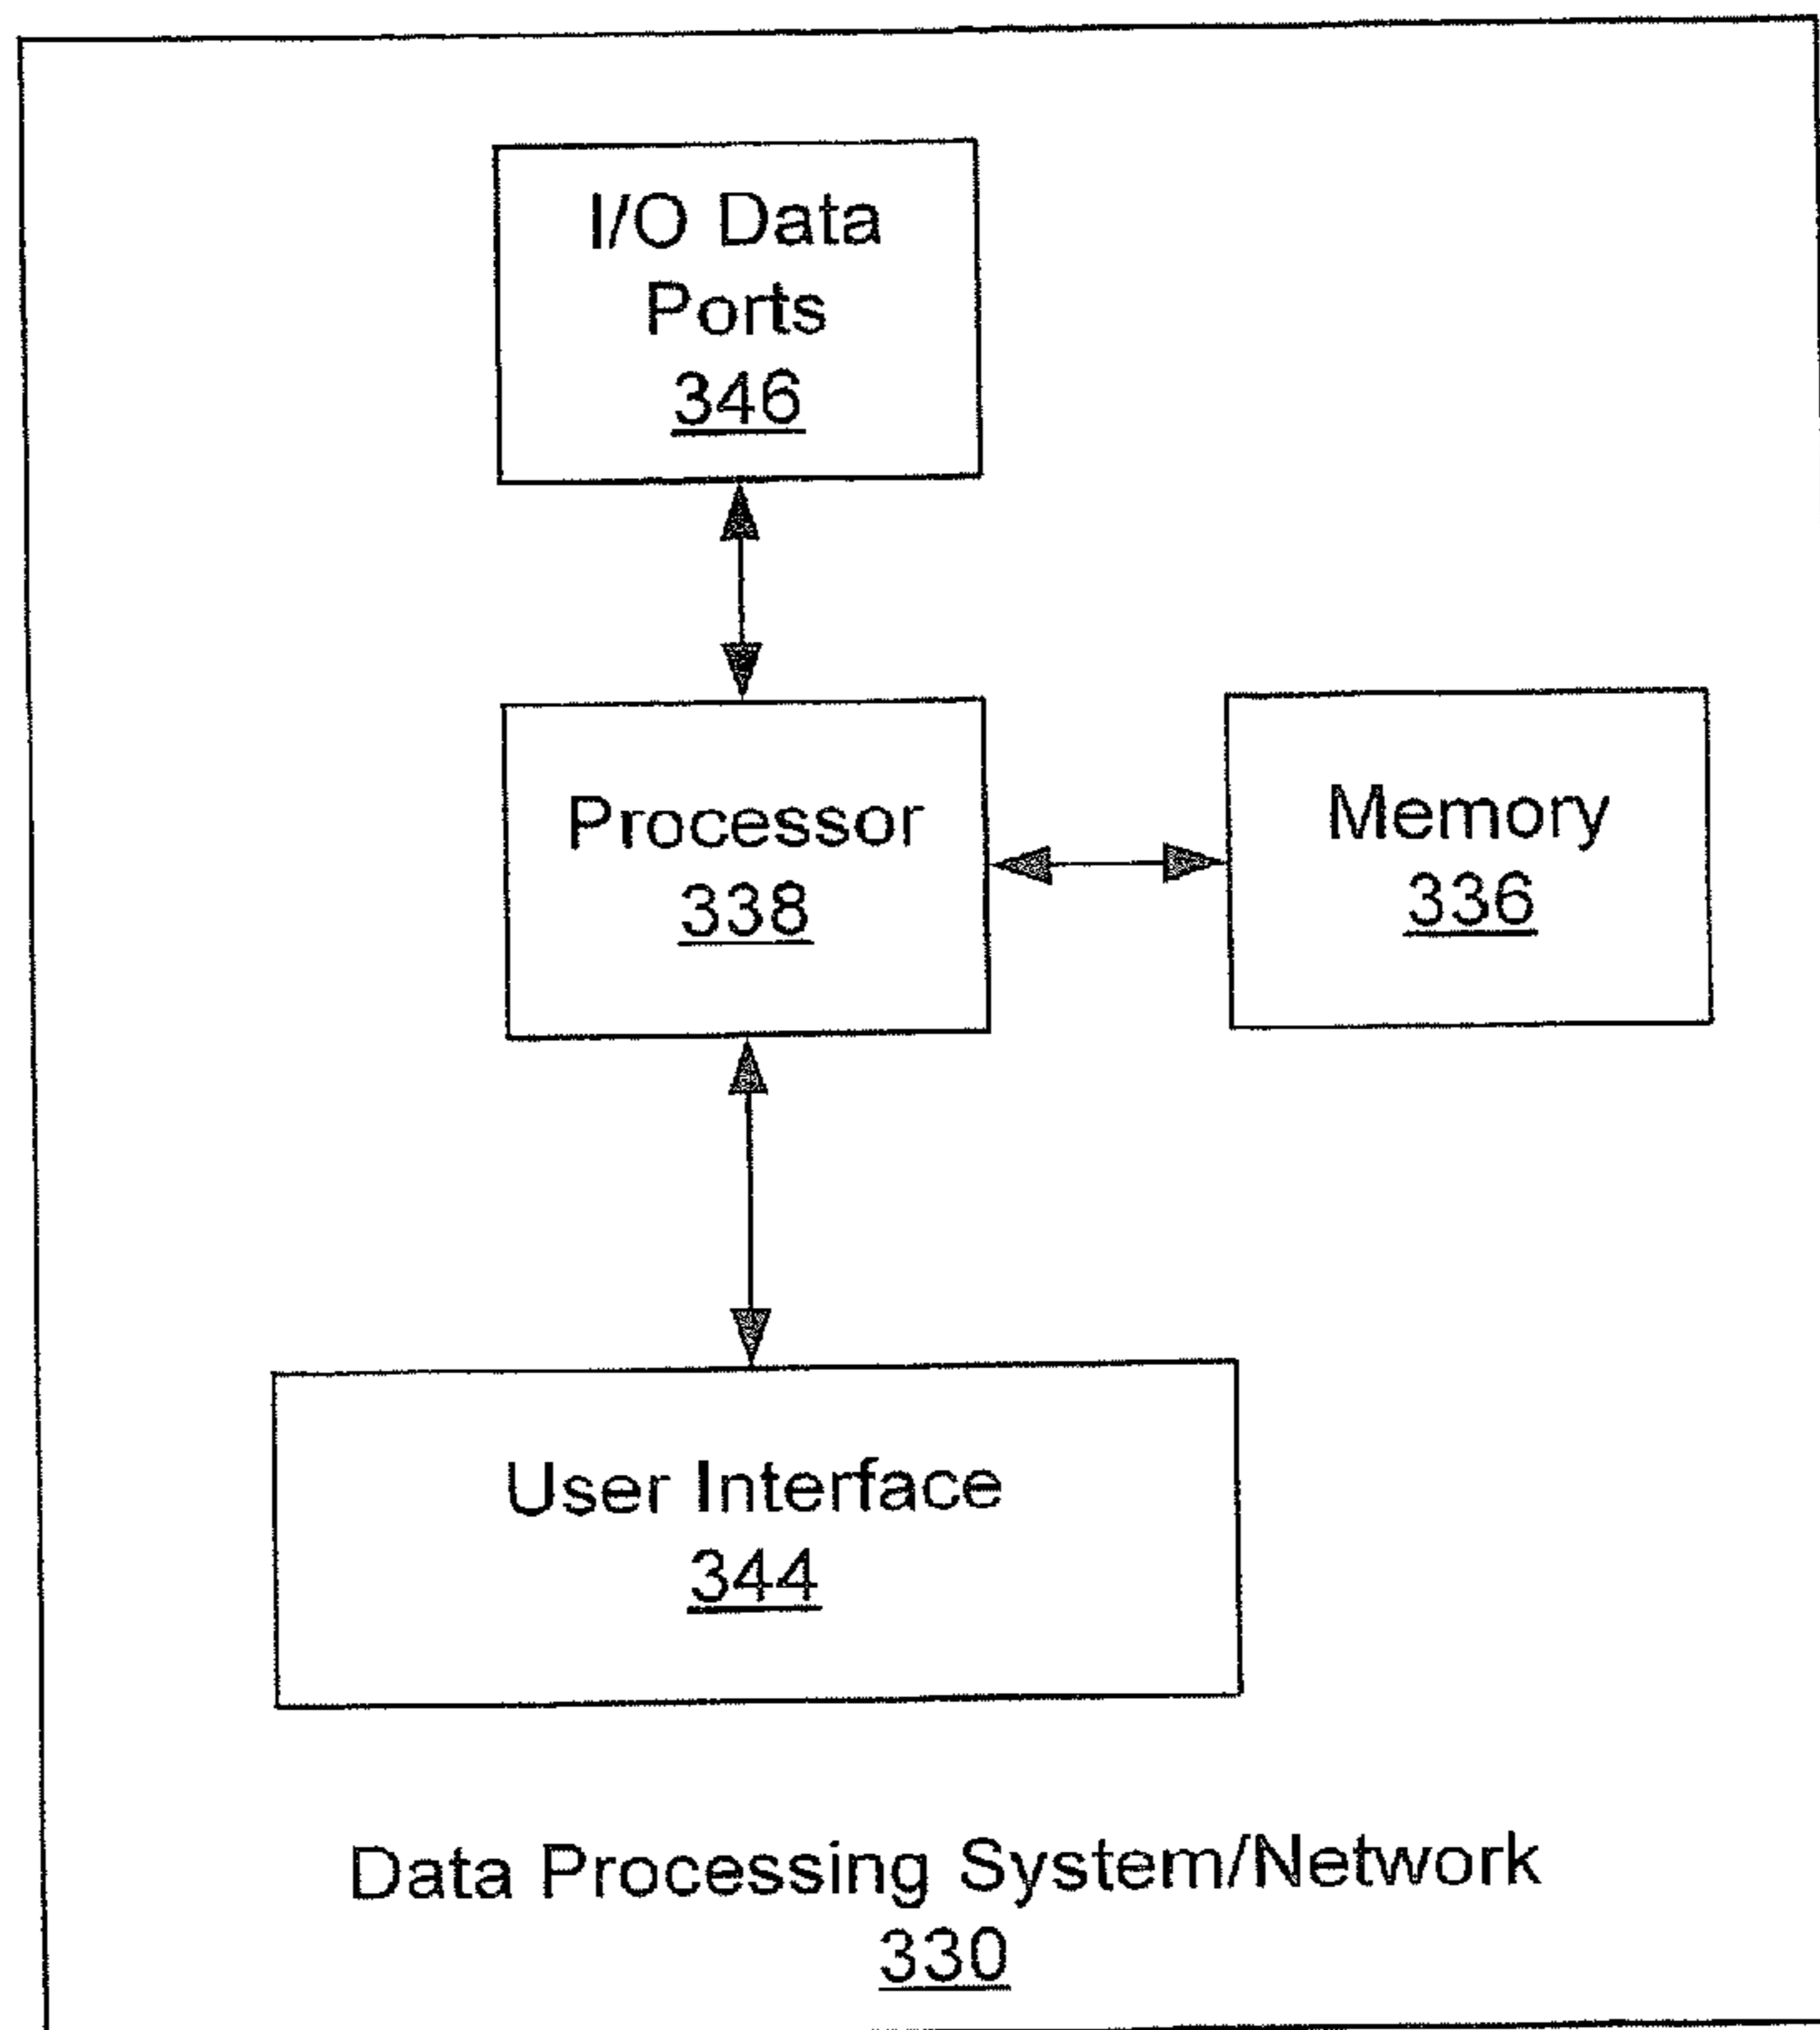 I/O Data
Ports
346
Processor
338
Memory
336
User Interface
344
Data Processing System/Network
330